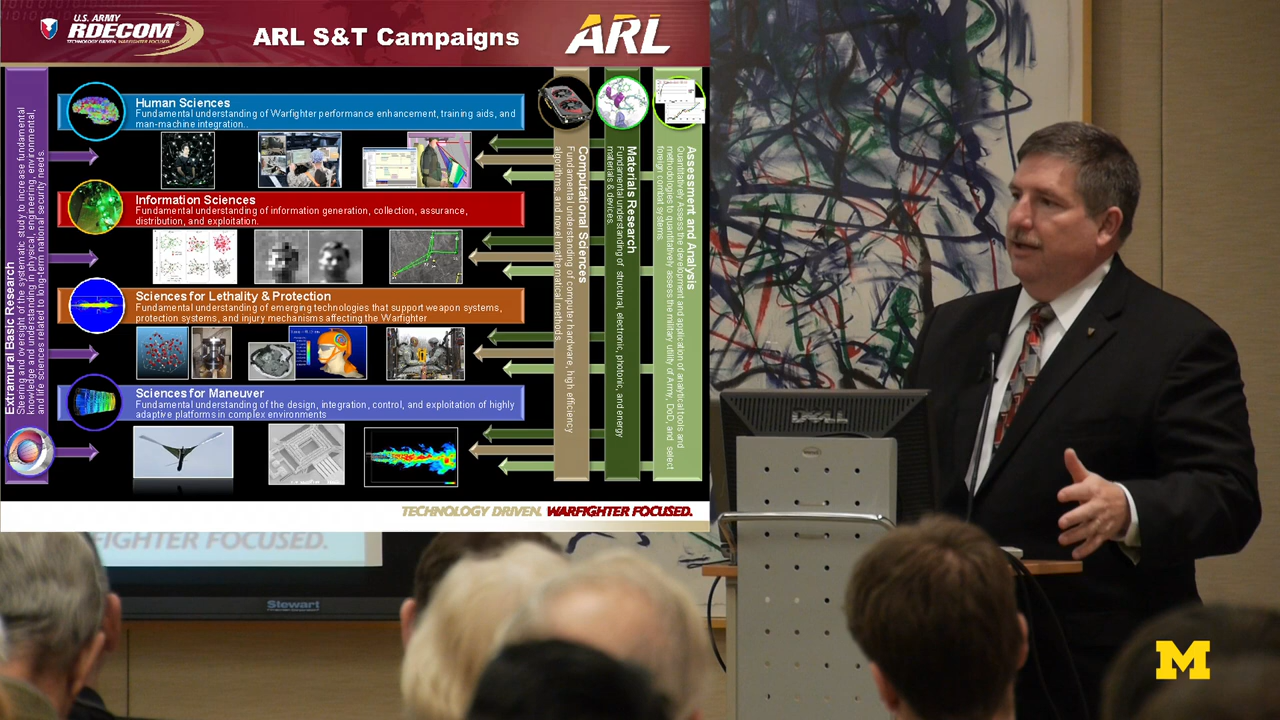 U.S. ARMY
RDECOM
TECHNOLOGY DRIVEN. WARFIGHTER FOCUSED.
ARL S&T Campaigns
ARL
Human Sciences
Fundamental understanding of Warfighter performance enhancement, training aids, and
man-machine integration..
Information Sciences
Fundamental understanding of information generation, collection, assurance,
distribution, and exploitation.
Sciences for Lethality & Protection
Fundamental understanding of emerging technologies that support weapon systems,
protection systems, and injury mechanisms affecting the Warfighter
Sciences for Maneuver
Fundamental understanding of the design, integration, control, and exploitation of highly
adaptive platforms in complex environments
Extramural Basic Research
Steering and oversight of the systematic study to increase fundamental
knowledge and understanding in physical, engineering, environmental,
and life sciences related to long-term national security needs.
Computational Sciences
Fundamental understanding of computer hardware, high efficiency
algorithms, and novel mathematical methods.
Materials Research
Fundamental understanding of structural, electronic, photonic, and energy
materials & devices.
Assessment and Analysis
Quantitatively Assess the development and application of analytical tools and
methodologies to quantitatively assess the military utility of Army, DoD, and select
foreign combat systems.
TECHNOLOGY DRIVEN. WARFIGHTER FOCUSED.
FIGHTER FOCUSED.
Stewart
DELL
M